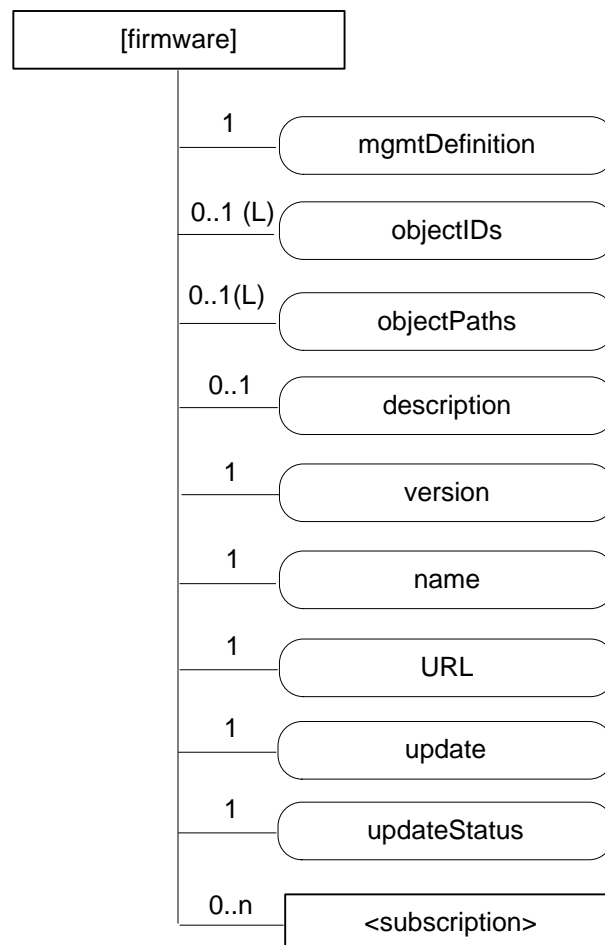 [firmware]
1
mgmtDefinition
0..1 (L)
objectIDs
0..1(L)
objectPaths
0..1
description
1
version
1
name
1
URL
1
update
1
updateStatus
0..n
<subscription>